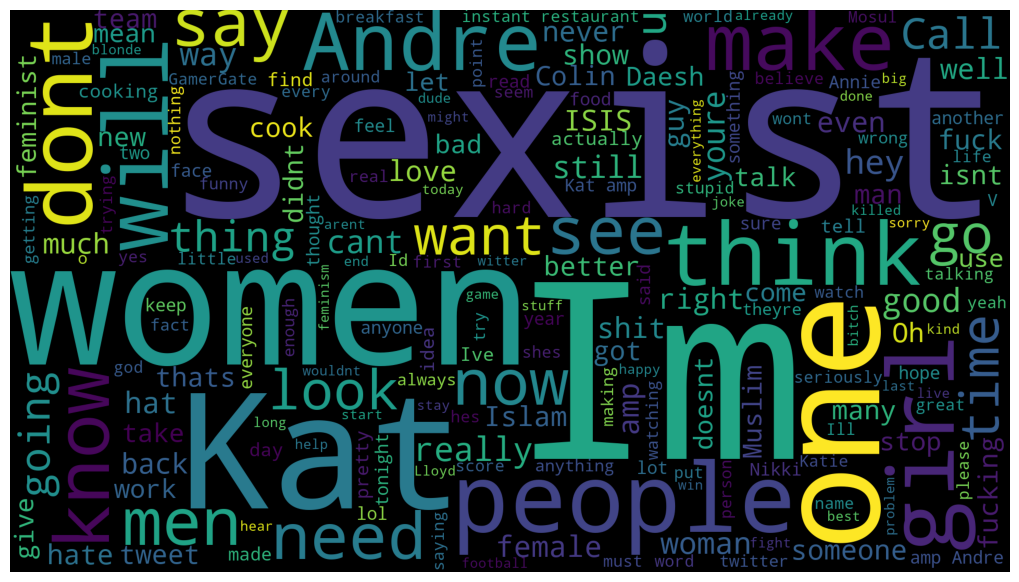 breakfast instant restaurant world already
team mean say Andre never show u make Mosul Call
blonde male way let Colin Daesh point read believe Annie big well
GamerGate find around
dont will cooking every dude food seem done another
feminist new nothing cook feel might ISIS guy youre something even fuck
two face funny real bad actually everything wont wrong life
sexist
trying didnt love today still stupid joke talk hey man isnt V
getting much o yes thing thought arent cant hard Kat amp killed sorry
little used end Id first witter want see said think sure tell go use
women feminism better theyre come watch talking
keep fact everyone enough anyone game stuff try year right good yeah
Im one bitch Oh kind girl time
god thats wouldnt look Ive shes idea shit got doesnt seriously
know going hat always now making happy amp Muslim many hope
long start stay hes Islam watching Ill last live great
take back day help Kat really stop
work pretty tonight Lloyd score anything lot put Nikki Katie please
give men hear lol need people win person name best fucking
hate tweet made saying football female must woman word twitter fight someone problem amp Andre